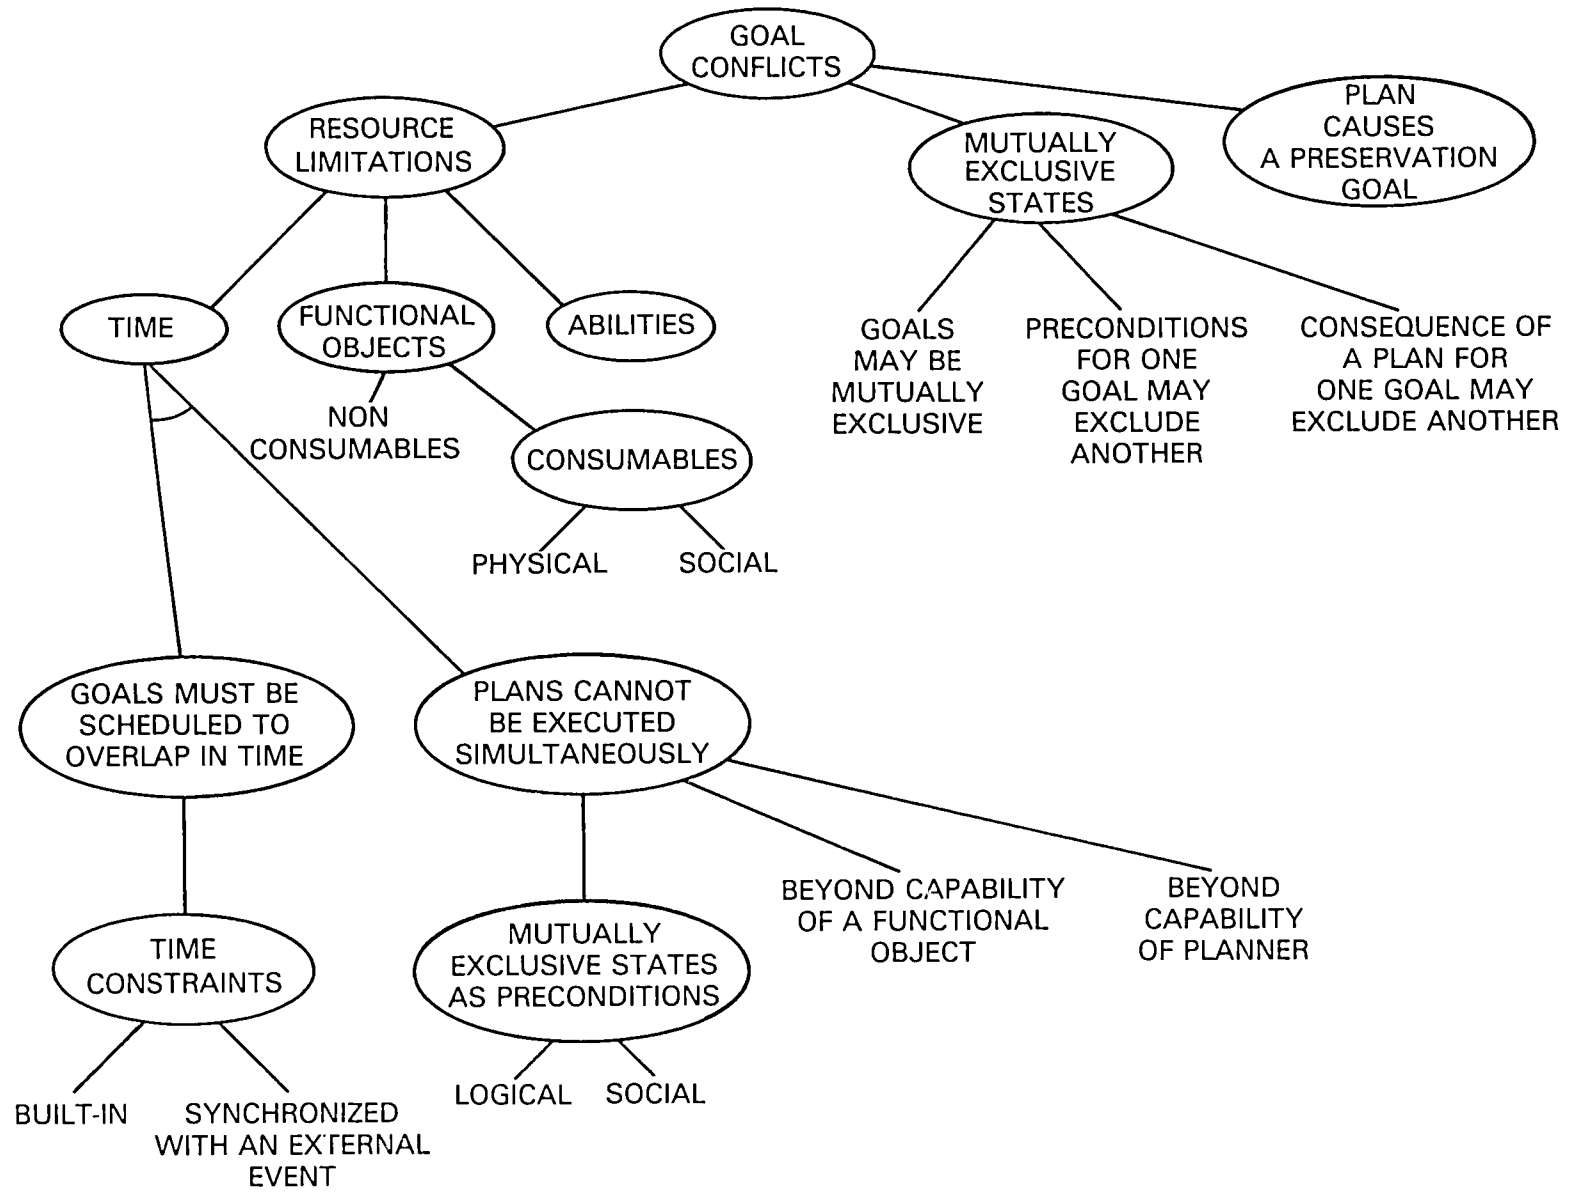 GOAL
CONFLICTS
RESOURCE
LIMITATIONS
MUTUALLY
EXCLUSIVE
STATES
PLAN
CAUSES
A PRESERVATION
GOAL
TIME
FUNCTIONAL
OBJECTS
ABILITIES
GOALS
MAY BE
MUTUALLY
EXCLUSIVE
PRECONDITIONS
FOR ONE
GOAL MAY
EXCLUDE
ANOTHER
CONSEQUENCE OF
A PLAN FOR
ONE GOAL MAY
EXCLUDE ANOTHER
NON
CONSUMABLES
CONSUMABLES
PHYSICAL
SOCIAL
GOALS MUST BE
SCHEDULED TO
OVERLAP IN TIME
PLANS CANNOT
BE EXECUTED
SIMULTANEOUSLY
TIME
CONSTRAINTS
MUTUALLY
EXCLUSIVE STATES
AS PRECONDITIONS
BEYOND CAPABILITY
OF A FUNCTIONAL
OBJECT
BEYOND
CAPABILITY
OF PLANNER
BUILT-IN
SYNCHRONIZED
WITH AN EXTERNAL
EVENT
LOGICAL
SOCIAL